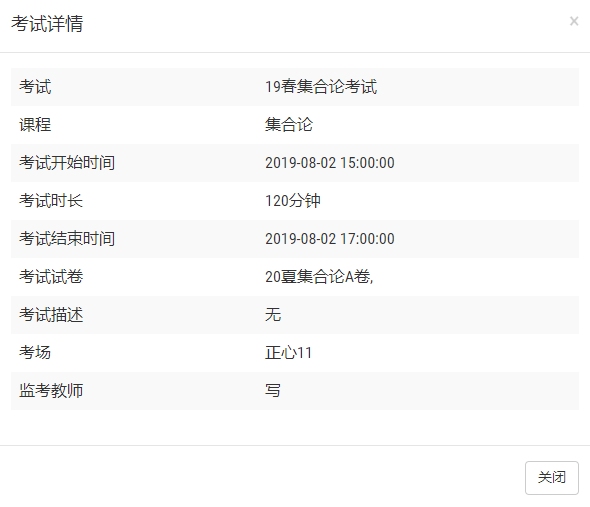 考试详情 ×
考试 19春集合论考试
课程 集合论
考试开始时间 2019-08-02 15:00:00
考试时长 120分钟
考试结束时间 2019-08-02 17:00:00
考试试卷 20夏集合论A卷,
考试描述 无
考场 正心11
监考教师 写
关闭